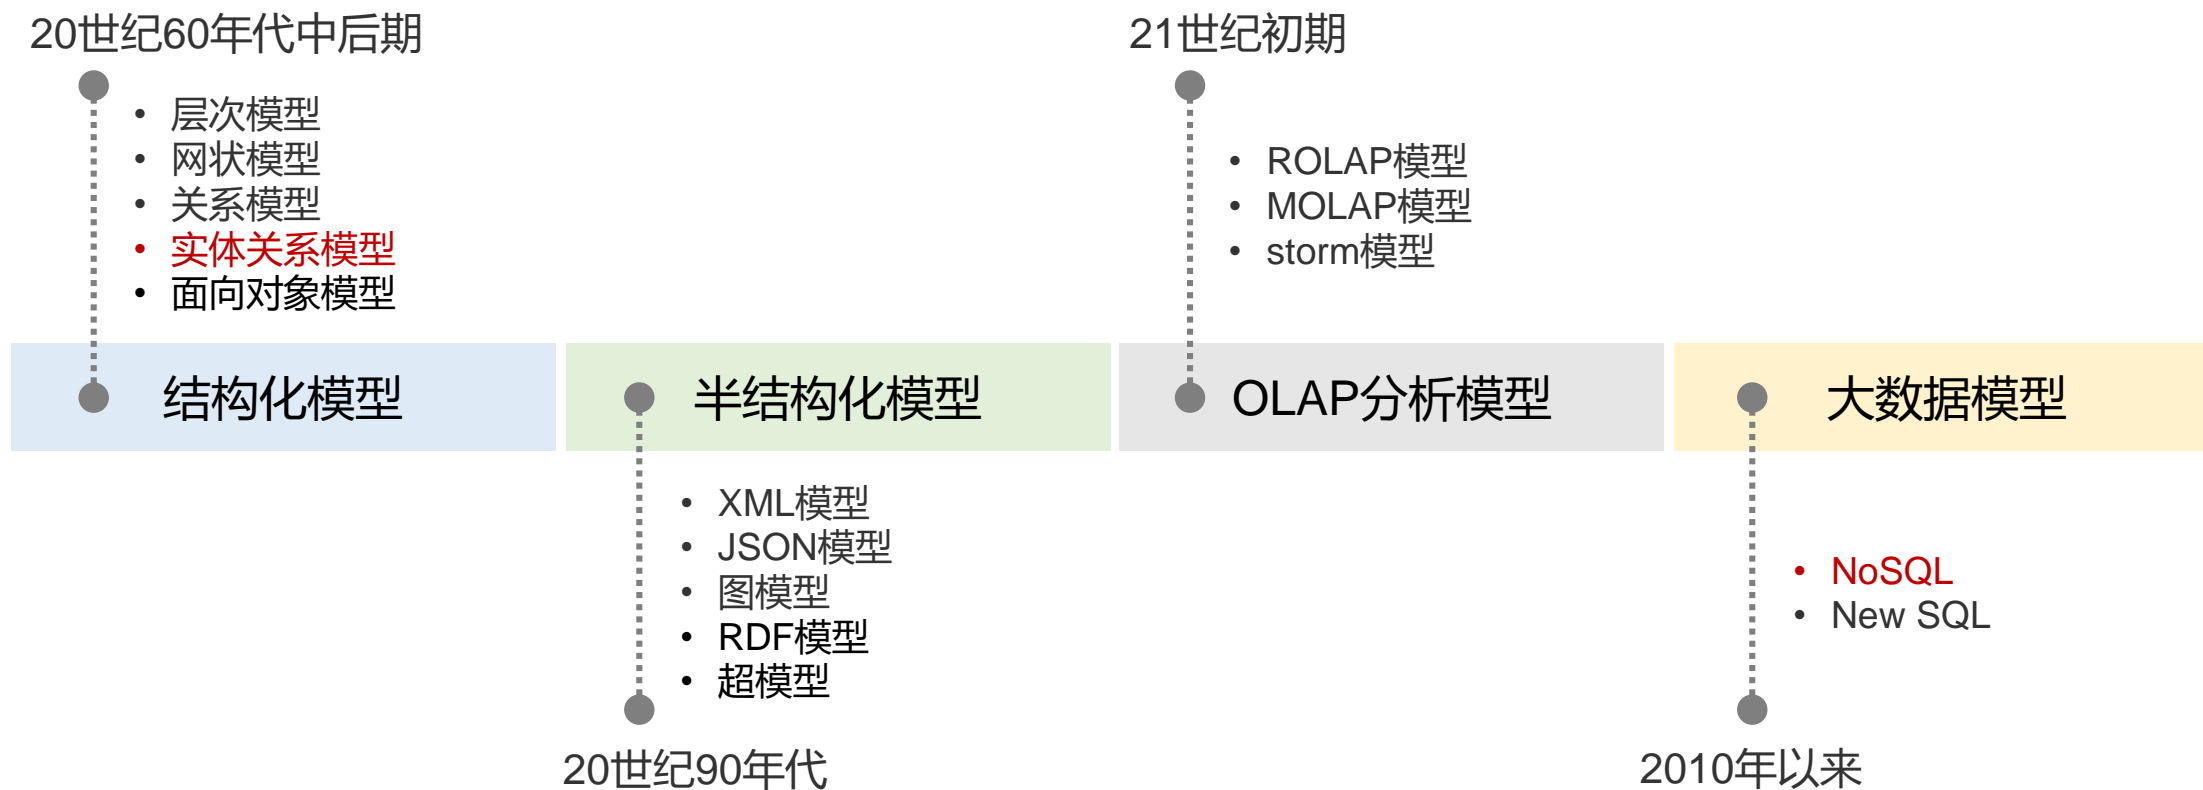 20世纪60年代中后期
• 层次模型
• 网状模型
• 关系模型
• 实体关系模型
• 面向对象模型
21世纪初期
• ROLAP模型
• MOLAP模型
• storm模型
结构化模型
半结构化模型
OLAP分析模型
大数据模型
• XML模型
• JSON模型
• 图模型
• RDF模型
• 超模型
20世纪90年代
• NoSQL
• New SQL
2010年以来